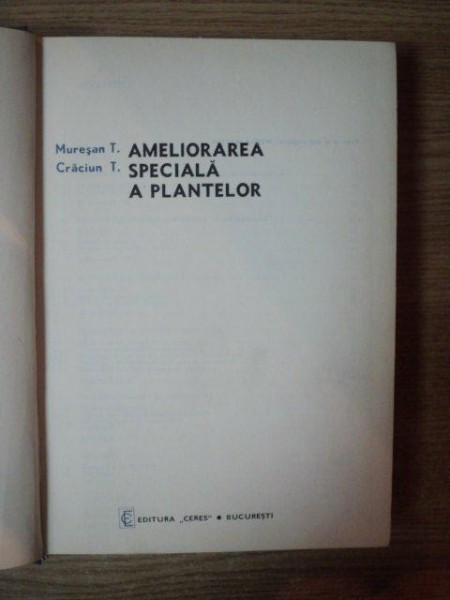 Mureşan T. AMELIORAREA
Crăciun T. SPECIALĂ
A PLANTELOR
EDITURA „CERES" ● BUCUREŞTI